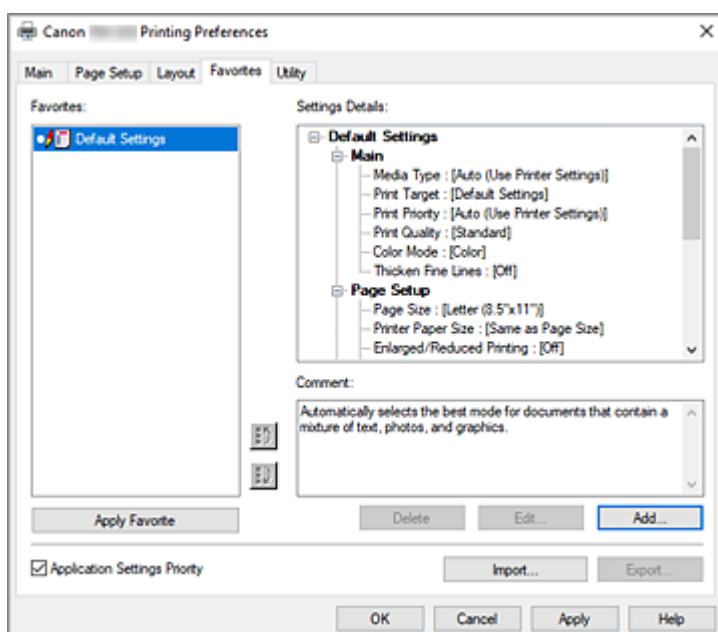 Canon Printing Preferences
Main Page Setup Layout Favorites Utility
Favorites:
Default Settings
Apply Favorite
Settings Details:
Default Settings
Main
Media Type : [Auto (Use Printer Settings)]
Print Target : [Default Settings]
Print Priority : [Auto (Use Printer Settings)]
Print Quality : [Standard]
Color Mode : [Color]
Thicken Fine Lines : [Off]
Page Setup
Page Size : [Letter (8.5"x11")]
Printer Paper Size : [Same as Page Size]
Enlarged/Reduced Printing : [Off]
Comment:
Automatically selects the best mode for documents that contain a
mixture of text, photos, and graphics.
Delete Edit... Add...
Application Settings Priority
Import... Export...
OK Cancel Apply Help